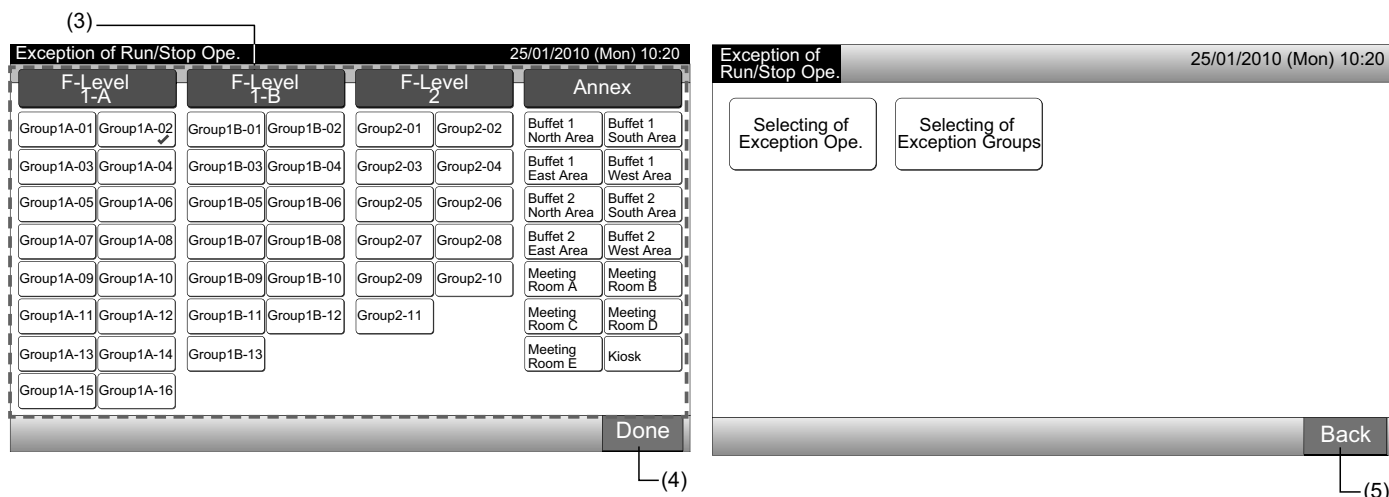 (3)
Exception of Run/Stop Ope. 25/01/2010 (Mon) 10:20
F-Level
1-A
F-Level
1-B
F-Level
2
Annex
Group1A-01 Group1A-02 Group1B-01 Group1B-02 Group2-01 Group2-02
Buffet 1
North Area
Buffet 1
South Area
Group1A-03 Group1A-04 Group1B-03 Group1B-04 Group2-03 Group2-04
Buffet 1
East Area
Buffet 1
West Area
Group1A-05 Group1A-06 Group1B-05 Group1B-06 Group2-05 Group2-06
Buffet 2
North Area
Buffet 2
South Area
Group1A-07 Group1A-08 Group1B-07 Group1B-08 Group2-07 Group2-08
Buffet 2
East Area
Buffet 2
West Area
Group1A-09 Group1A-10 Group1B-09 Group1B-10 Group2-09 Group2-10
Meeting
Room A
Meeting
Room B
Group1A-11 Group1A-12 Group1B-11 Group1B-12 Group2-11
Meeting
Room C
Meeting
Room D
Group1A-13 Group1A-14 Group1B-13
Meeting
Room E
Kiosk
Group1A-15 Group1A-16
Done
(4)
Exception of
Run/Stop Ope.
25/01/2010 (Mon) 10:20
Selecting of
Exception Ope.
Selecting of
Exception Groups
Back
(5)